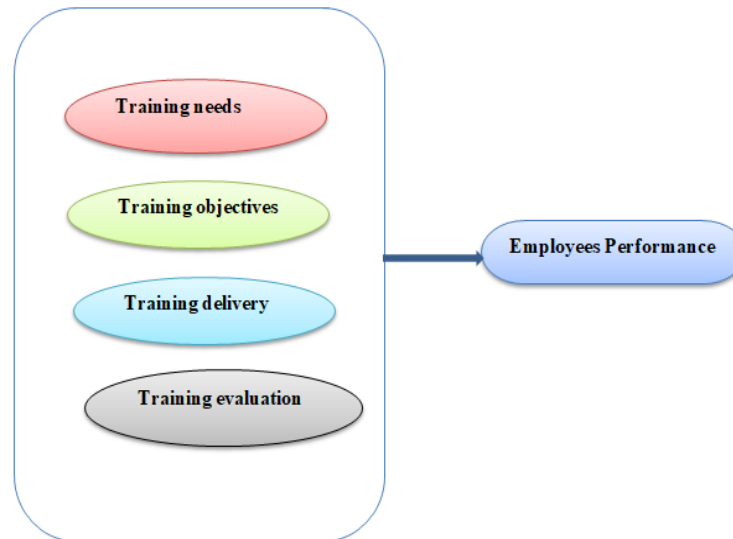 Training needs
Training objectives
Employees Performance
Training delivery
Training evaluation